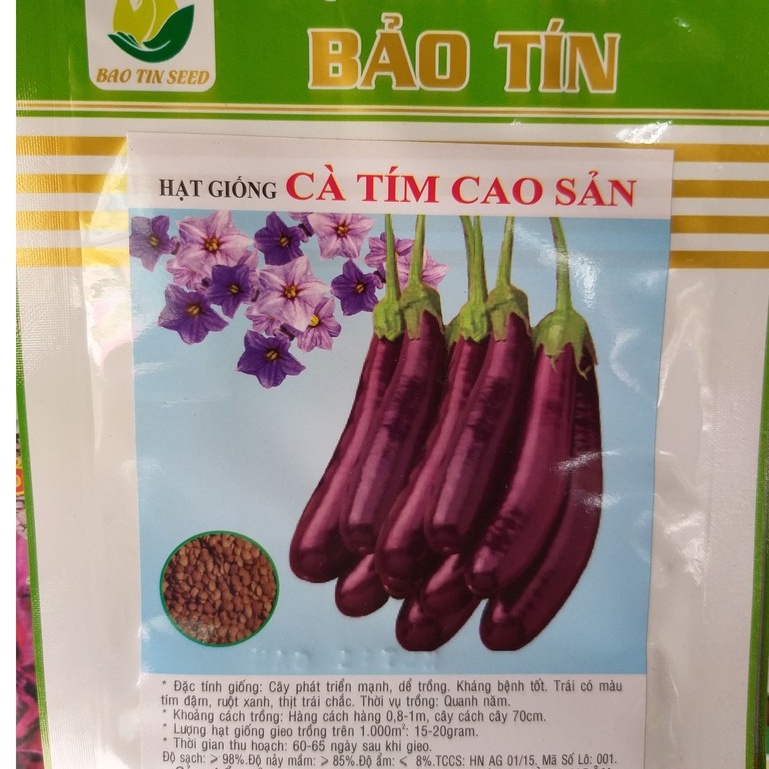 BẢO TÍN
BAO TIN SEED
HẠT GIỐNG CÀ TÍM CAO SẢN
* Đặc tính giống: Cây phát triển mạnh, dể trồng. Kháng bệnh tốt. Trái có màu
tím đậm, ruột xanh, thịt trái chắc. Thời vụ trồng: Quanh năm.
* Khoảng cách trồng: Hàng cách hàng 0,8-1m, cây cách cây 70cm.
* Lượng hạt giống gieo trồng trên 1.000m²: 15-20gram.
* Thời gian thu hoạch: 60-65 ngày sau khi gieo.
Độ sạch: ⩾ 98%.Độ nảy mầm: ⩾ 85%.Độ ẩm: ⩽ 8%.TCCS: HN AG 01/15. Mã Số Lô: 001.